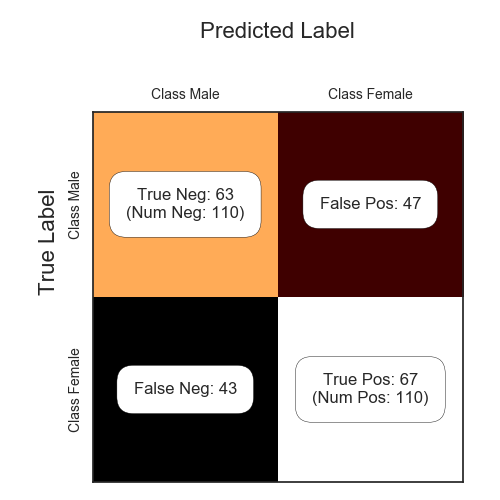 Predicted Label
Class Male
Class Female
True Label
Class Male
True Neg: 63
(Num Neg: 110)
False Pos: 47
Class Female
False Neg: 43
True Pos: 67
(Num Pos: 110)